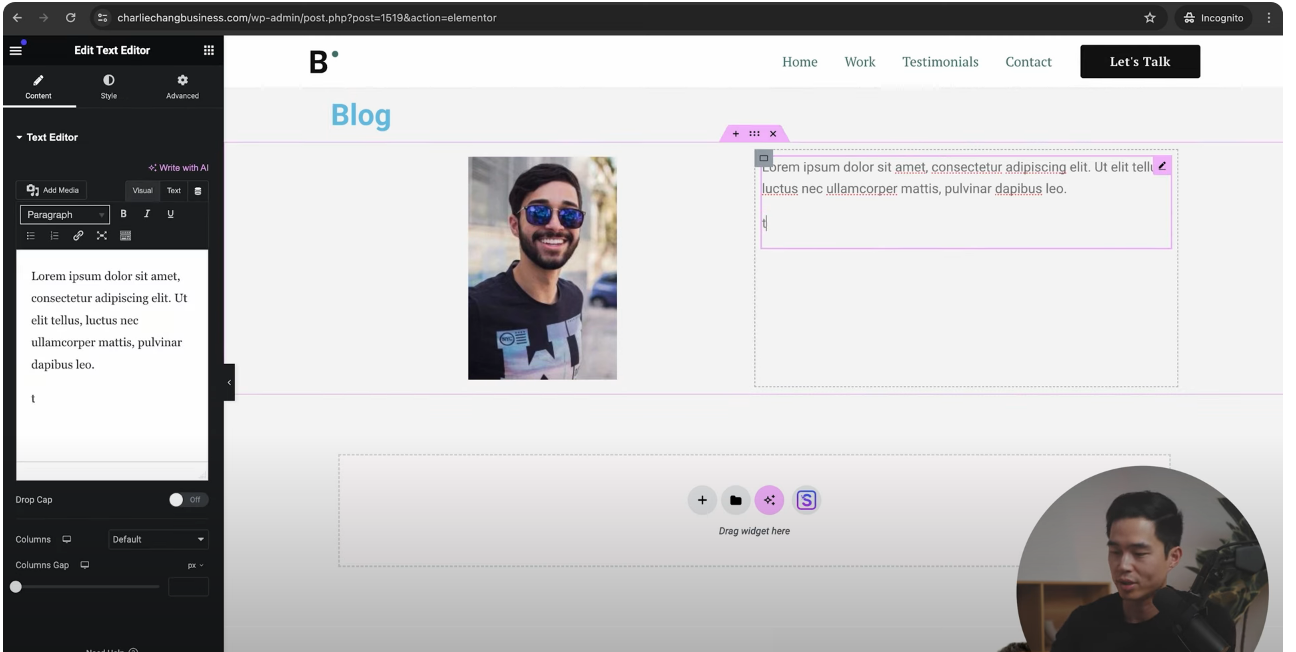 charliechangbusiness.com/wp-admin/post.php?post=1519&action=elementor
Incognito
Edit Text Editor
Content
Style
Advanced
Text Editor
Write with AI
Add Media
Visual
Text
Paragraph
B
I
U
Lorem ipsum dolor sit amet,
consectetur adipiscing elit. Ut
elit tellus, luctus nec
ullamcorper mattis, pulvinar
dapibus leo.
t
Drop Cap
Off
Columns
Default
Columns Gap
px
Need Help
B
Home
Work
Testimonials
Contact
Let's Talk
Blog
Lorem ipsum dolor sit amet, consectetur adipiscing elit. Ut elit tellu
luctus nec ullamcorper mattis, pulvinar dapibus leo.
t
S
Drag widget here